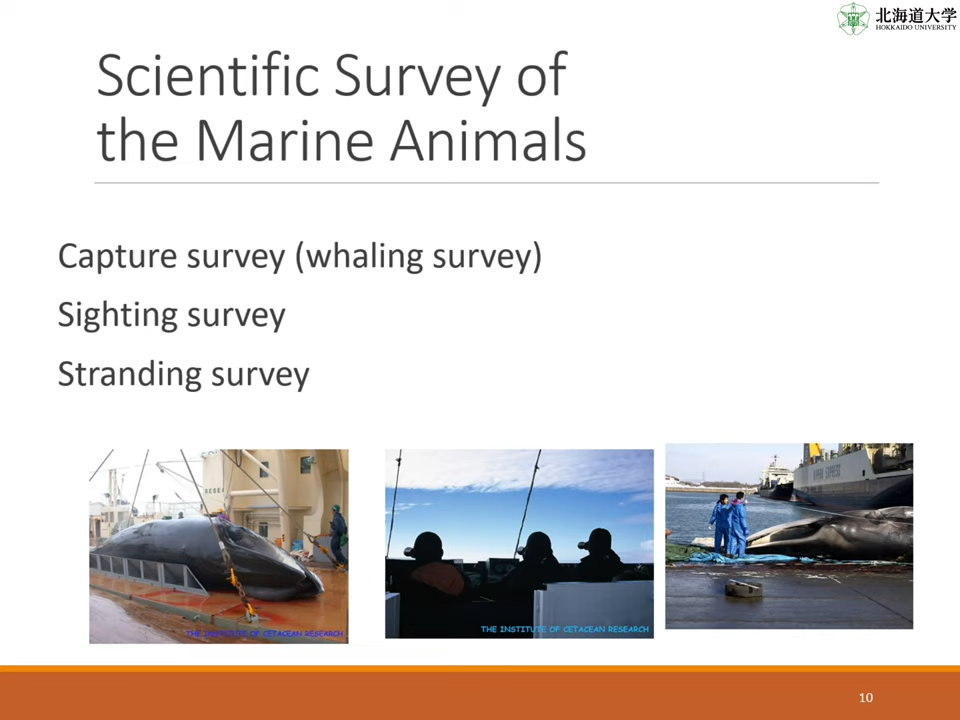 北海道大学
HOKKAIDO UNIVERSITY
Scientific Survey of
the Marine Animals
Capture survey (whaling survey)
Sighting survey
Stranding survey
THE INSTITUTE OF CETACEAN RESEARCH
THE INSTITUTE OF CETACEAN RESEARCH
10